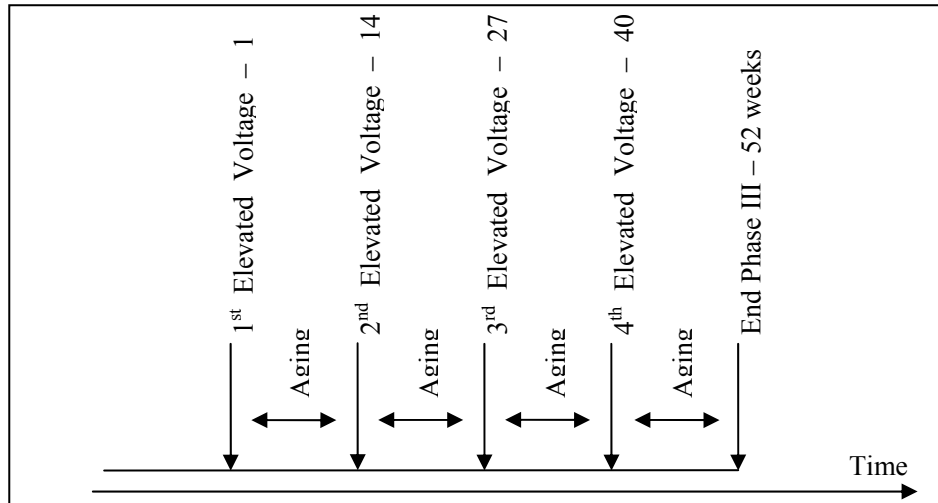 1st Elevated Voltage – 1
2nd Elevated Voltage – 14
3rd Elevated Voltage – 27
4th Elevated Voltage – 40
End Phase III – 52 weeks
Aging
Aging
Aging
Aging
Time